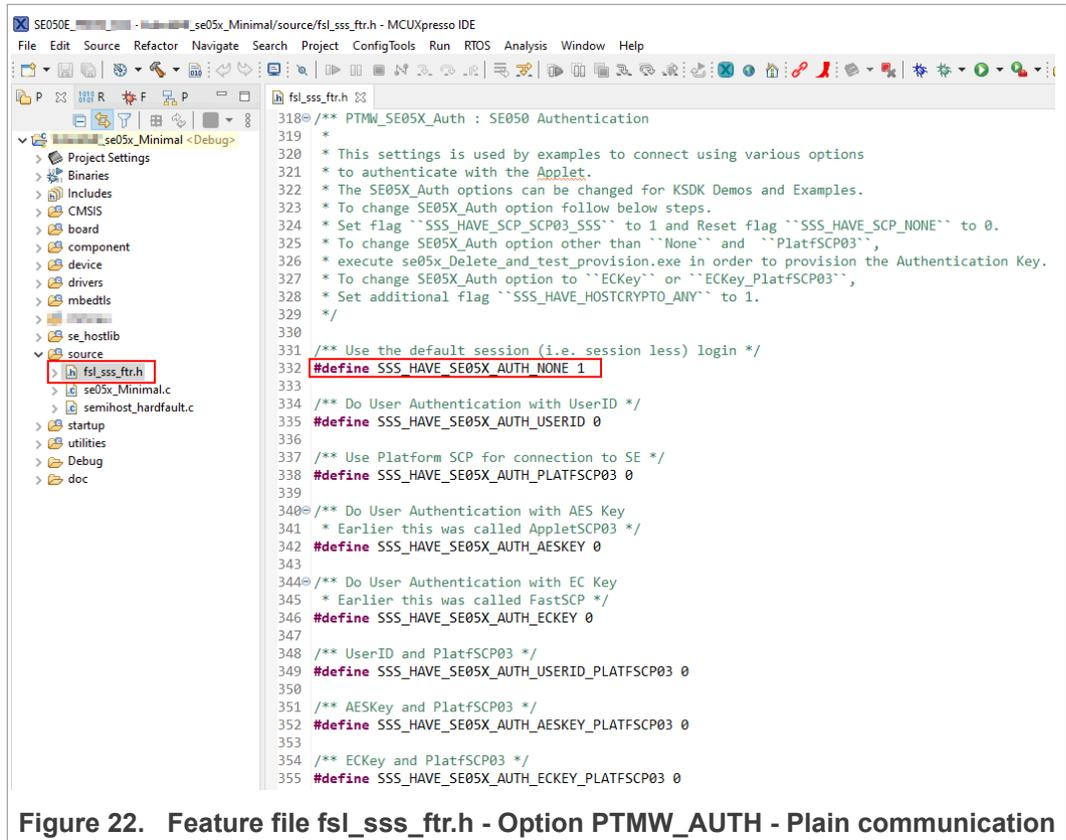 SE050E_ - _se05x_Minimal/source/fsl_sss_ftr.h - MCUXpresso IDE
File Edit Source Refactor Navigate Search Project ConfigTools Run RTOS Analysis Window Help
P R F P
fsl_sss_ftr.h
_se05x_Minimal <Debug>
Project Settings
Binaries
Includes
CMSIS
board
component
device
drivers
mbedtls
se_hostlib
source
fsl_sss_ftr.h
se05x_Minimal.c
semihost_hardfault.c
startup
utilities
Debug
doc
318 /** PTMW_SE05X_Auth : SE050 Authentication
319 *
320 * This settings is used by examples to connect using various options
321 * to authenticate with the Applet.
322 * The SE05X_Auth options can be changed for KSDK Demos and Examples.
323 * To change SE05X_Auth option follow below steps.
324 * Set flag ``SSS_HAVE_SCP_SCP03_SSS`` to 1 and Reset flag ``SSS_HAVE_SCP_NONE`` to 0.
325 * To change SE05X_Auth option other than ``None`` and ``PlatfSCP03``,
326 * execute se05x_Delete_and_test_provision.exe in order to provision the Authentication Key.
327 * To change SE05X_Auth option to ``ECKey`` or ``ECKey_PlatfSCP03``,
328 * Set additional flag ``SSS_HAVE_HOSTCRYPTO_ANY`` to 1.
329 */
330
331 /** Use the default session (i.e. session less) login */
332 #define SSS_HAVE_SE05X_AUTH_NONE 1
333
334 /** Do User Authentication with UserID */
335 #define SSS_HAVE_SE05X_AUTH_USERID 0
336
337 /** Use Platform SCP for connection to SE */
338 #define SSS_HAVE_SE05X_AUTH_PLATFSCP03 0
339
340 /** Do User Authentication with AES Key
341 * Earlier this was called AppletSCP03 */
342 #define SSS_HAVE_SE05X_AUTH_AESKEY 0
343
344 /** Do User Authentication with EC Key
345 * Earlier this was called FastSCP */
346 #define SSS_HAVE_SE05X_AUTH_ECKEY 0
347
348 /** UserID and PlatfSCP03 */
349 #define SSS_HAVE_SE05X_AUTH_USERID_PLATFSCP03 0
350
351 /** AESKey and PlatfSCP03 */
352 #define SSS_HAVE_SE05X_AUTH_AESKEY_PLATFSCP03 0
353
354 /** ECKey and PlatfSCP03 */
355 #define SSS_HAVE_SE05X_AUTH_ECKEY_PLATFSCP03 0
Figure 22. Feature file fsl_sss_ftr.h - Option PTMW_AUTH - Plain communication